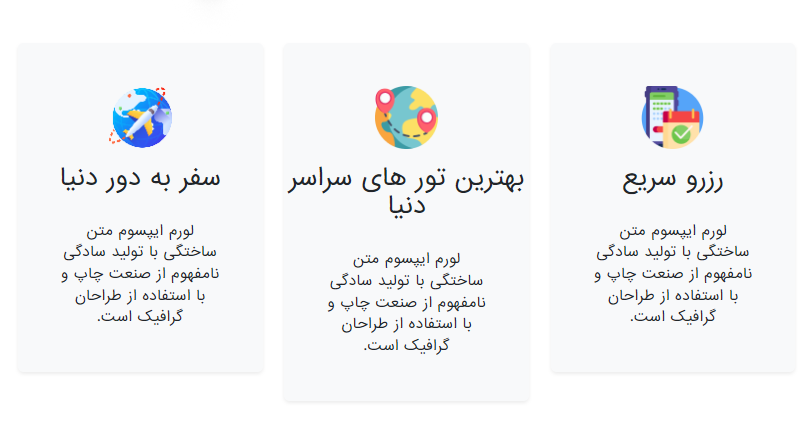 رزرو سریع
لورم ایپسوم متن
ساختگی با تولید سادگی
نامفهوم از صنعت چاپ و
با استفاده از طراحان
گرافیک است.
بهترین تور های سراسر
دنیا
لورم ایپسوم متن
ساختگی با تولید سادگی
نامفهوم از صنعت چاپ و
با استفاده از طراحان
گرافیک است.
سفر به دور دنیا
لورم ایپسوم متن
ساختگی با تولید سادگی
نامفهوم از صنعت چاپ و
با استفاده از طراحان
گرافیک است.